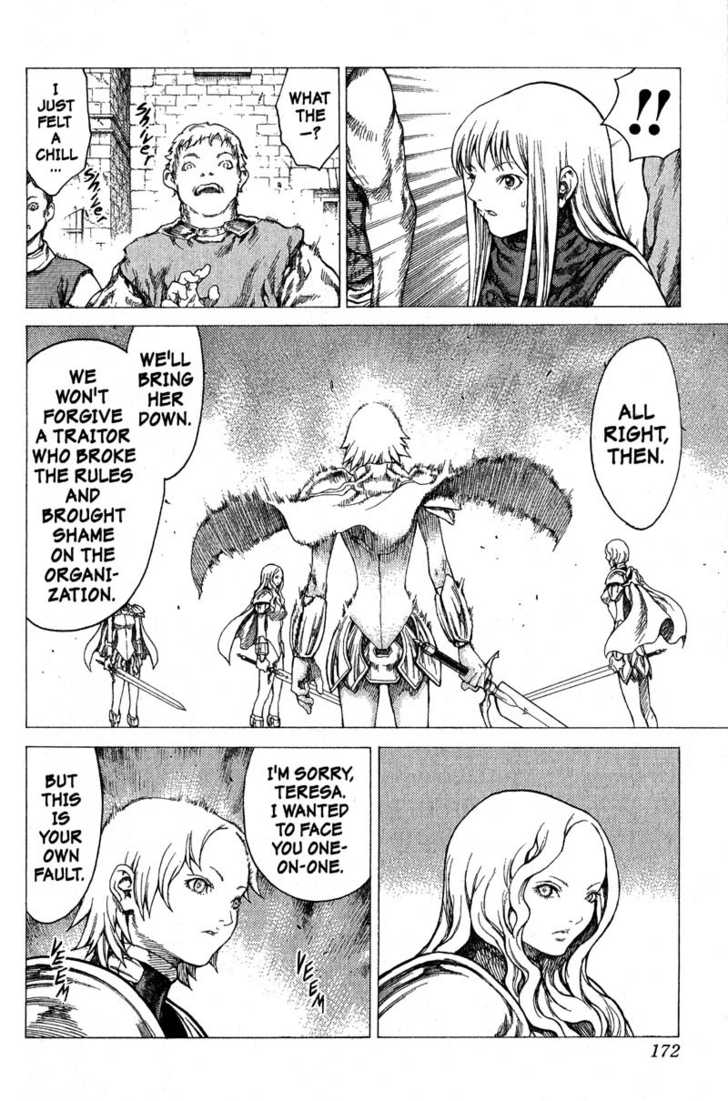 !!
WHAT
THE
—?
I
JUST
FELT
A
CHILL
...
Shiver
Shiver
ALL
RIGHT,
THEN.
WE'LL
BRING
HER
DOWN.
WE
WON'T
FORGIVE
A TRAITOR
WHO BROKE
THE RULES
AND
BROUGHT
SHAME
ON THE
ORGANI-
ZATION.
I'M SORRY,
TERESA.
I WANTED
TO FACE
YOU ONE-
ON-ONE.
BUT
THIS
IS
YOUR
OWN
FAULT.
VEEM
VEEM
172